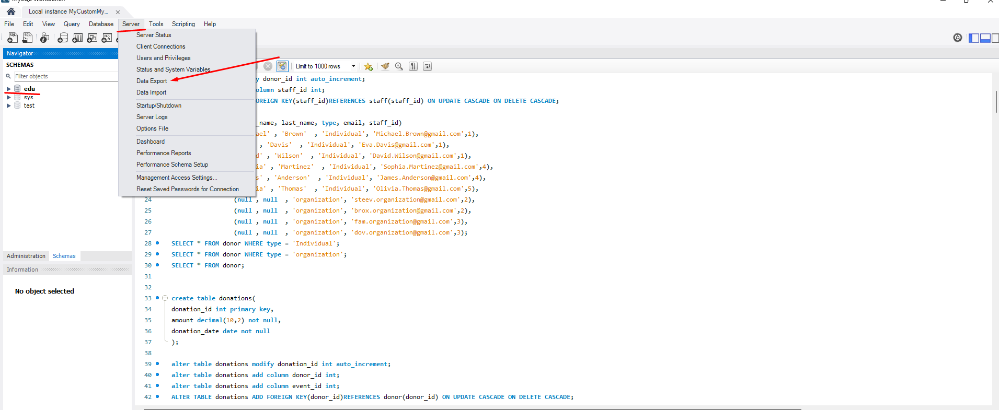 MySQL Workbench
Local instance MyCustomMy...
File Edit View Query Database Server Tools Scripting Help
Navigator
SCHEMAS
Filter objects
edu
sys
test
Server Status
Client Connections
Users and Privileges
Status and System Variables
Data Export
Data Import
Startup/Shutdown
Server Logs
Options File
Dashboard
Performance Reports
Performance Schema Setup
Management Access Settings...
Reset Saved Passwords for Connection
Limit to 1000 rows
y donor_id int auto_increment;
olumn staff_id int;
OREIGN KEY(staff_id)REFERENCES staff(staff_id) ON UPDATE CASCADE ON DELETE CASCADE;
_name, last_name, type, email, staff_id)
ael' , 'Brown'  , 'Individual', 'Michael.Brown@gmail.com',1),
, 'Davis'  , 'Individual', 'Eva.Davis@gmail.com',1),
d' , 'Wilson'  , 'Individual', 'David.Wilson@gmail.com',1),
ia' , 'Martinez'  , 'Individual', 'Sophia.Martinez@gmail.com',4),
s' , 'Anderson'  , 'Individual', 'James.Anderson@gmail.com',4),
ia' , 'Thomas'  , 'Individual', 'Olivia.Thomas@gmail.com',5),
24 (null , null  , 'organization', 'steev.organization@gmail.com',2),
25 (null , null  , 'organization', 'brox.organization@gmail.com',2),
26 (null , null  , 'organization', 'fam.organization@gmail.com',3),
27 (null , null  , 'organization', 'dov.organization@gmail.com',3);
28 SELECT * FROM donor WHERE type = 'Individual';
29 SELECT * FROM donor WHERE type = 'organization';
30 SELECT * FROM donor;
31
32
33 create table donations(
34 donation_id int primary key,
35 amount decimal(10,2) not null,
36 donation_date date not null
37 );
38
39 alter table donations modify donation_id int auto_increment;
40 alter table donations add column donor_id int;
41 alter table donations add column event_id int;
42 ALTER TABLE donations ADD FOREIGN KEY(donor_id)REFERENCES donor(donor_id) ON UPDATE CASCADE ON DELETE CASCADE;
Administration Schemas
Information
No object selected